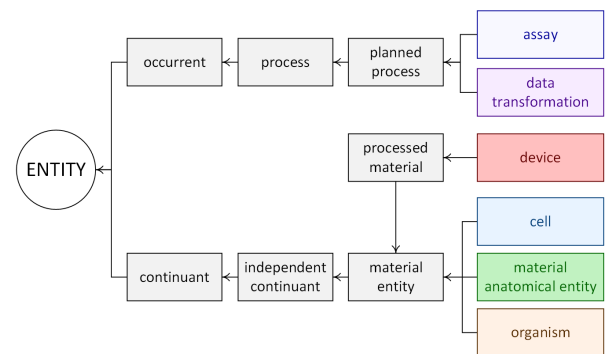 assay
occurrent
process
planned
process
data
transformation
processed
material
device
ENTITY
cell
continuant
independent
continuant
material
entity
material
anatomical entity
organism